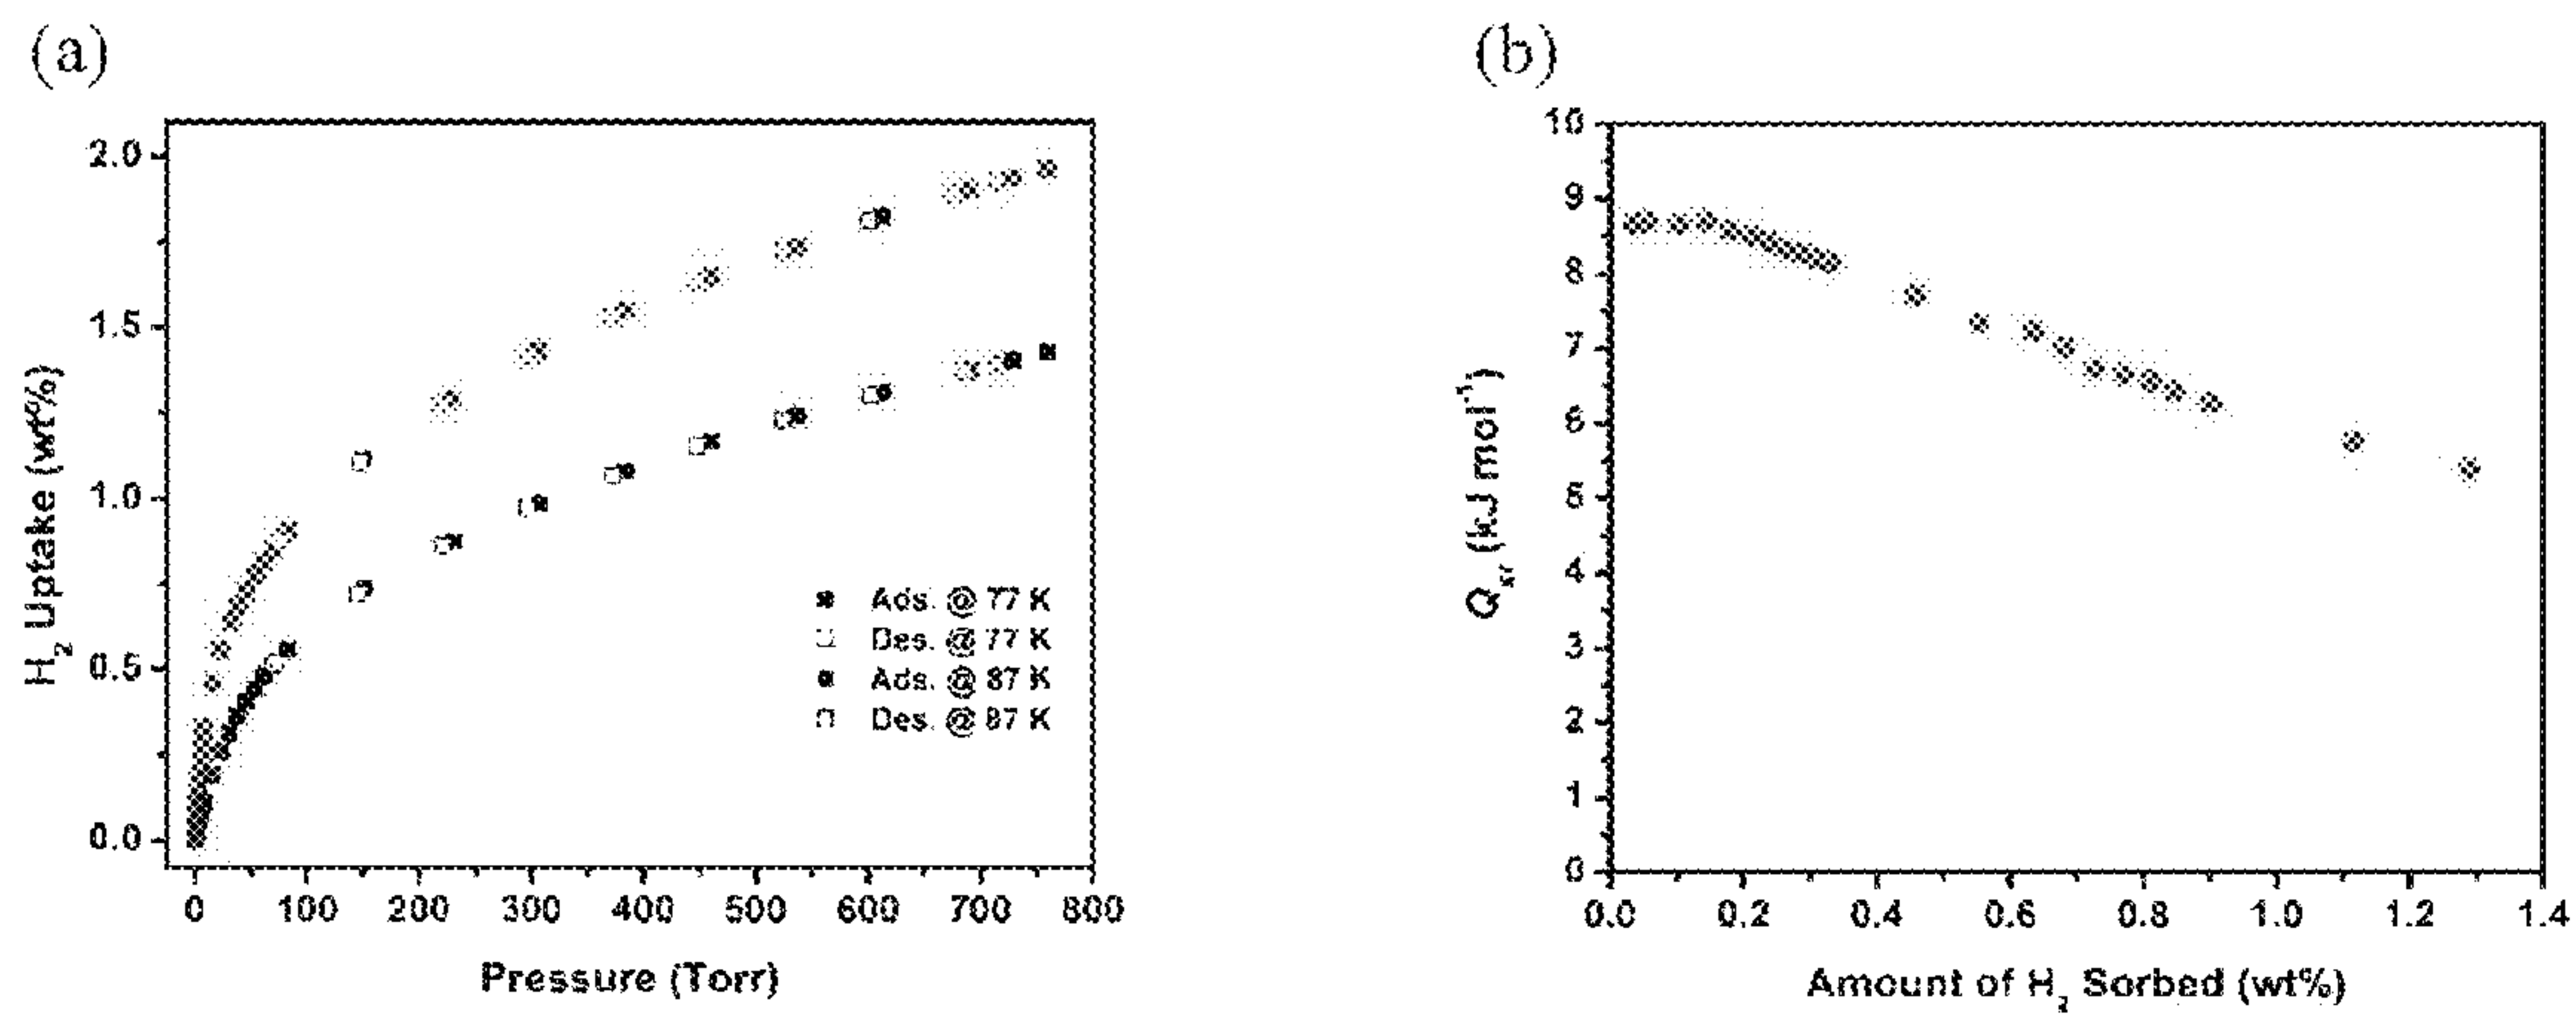 (a)
(b)
2.0
1.5
1.0
0.5
0.0
H2 Uptake (wt%)
Ads. @ 77 K
Des. @ 77 K
Ads. @ 87 K
Des. @ 87 K
0 100 200 300 400 500 600 700 800
Pressure (Torr)
10
9
8
7
6
5
4
3
2
1
0
Qst (kJ mol-1)
0.0 0.2 0.4 0.6 0.8 1.0 1.2 1.4
Amount of H2 Sorbed (wt%)